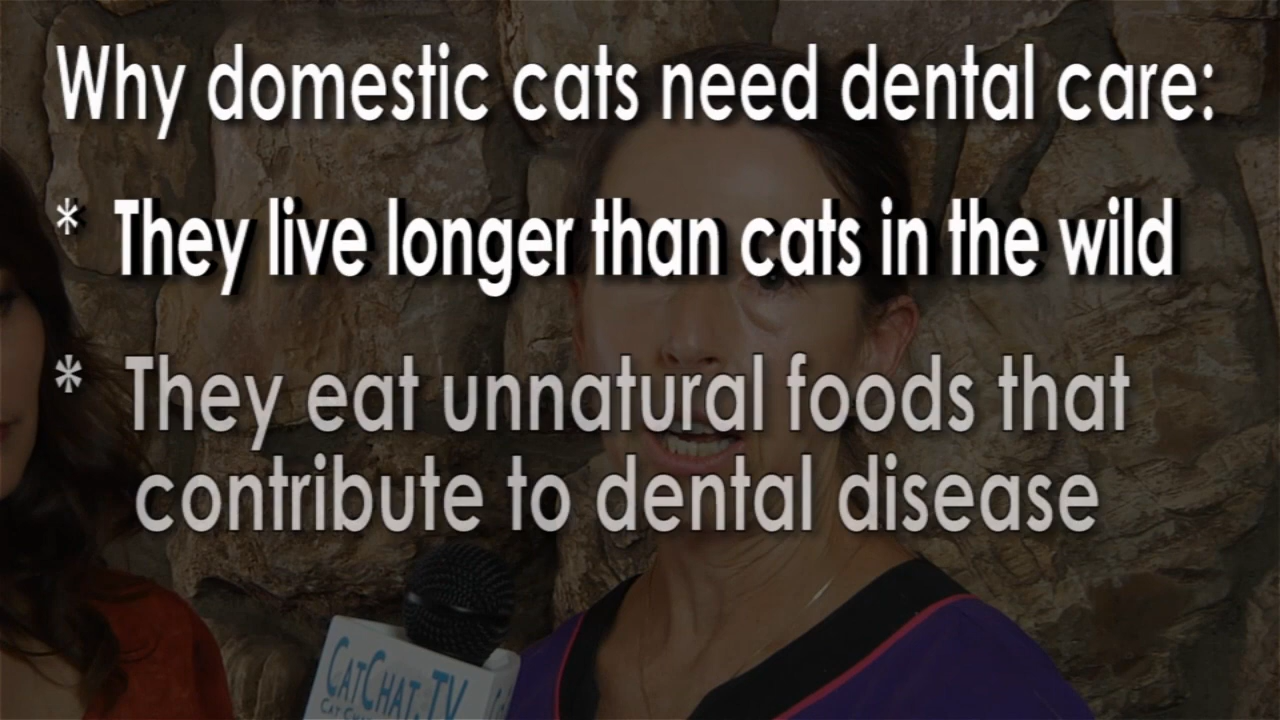 Why domestic cats need dental care:
* They live longer than cats in the wild
* They eat unnatural foods that
contribute to dental disease
CATCHAT.TV